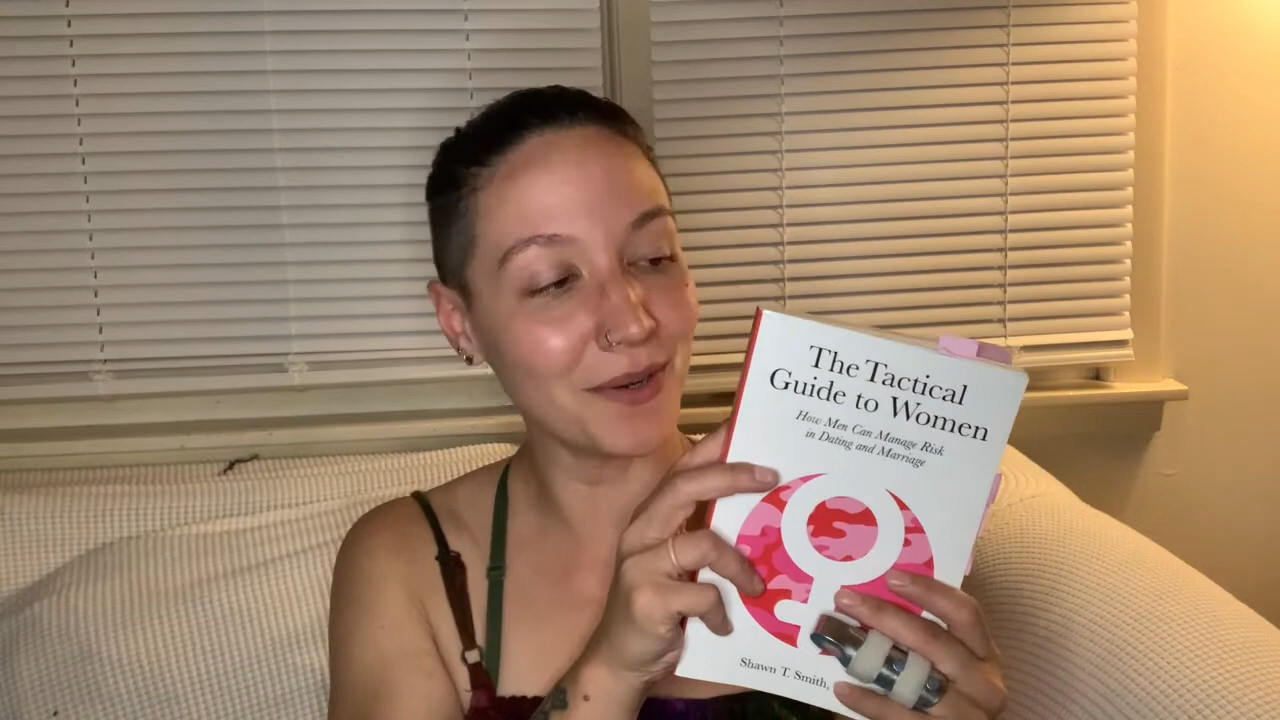 The Tactical
Guide to Women
How Men Can Manage Risk
in Dating and Marriage
Shawn T. Smith,